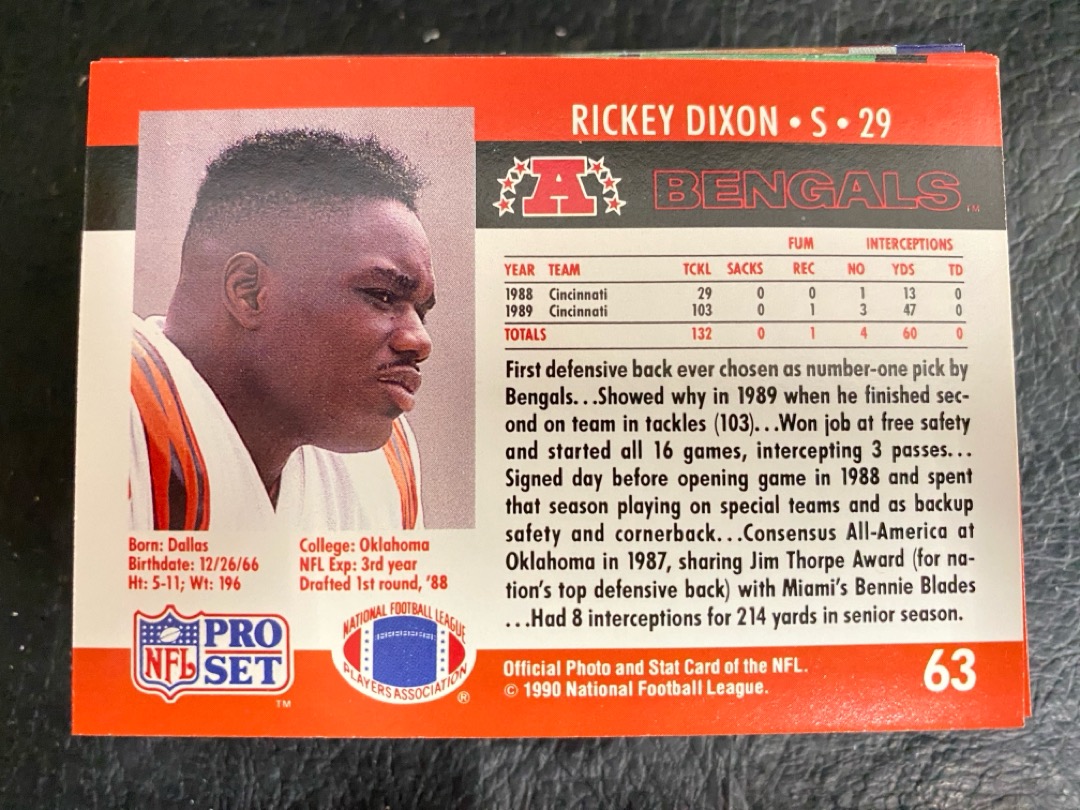 RICKEY DIXON • S • 29
A BENGALS ™
FUM INTERCEPTIONS
YEAR TEAM TCKL SACKS REC NO YDS TD
1988 Cincinnati 29 0 0 1 13 0
1989 Cincinnati 103 0 1 3 47 0
TOTALS 132 0 1 4 60 0
First defensive back ever chosen as number-one pick by
Bengals...Showed why in 1989 when he finished sec-
ond on team in tackles (103)...Won job at free safety
and started all 16 games, intercepting 3 passes...
Signed day before opening game in 1988 and spent
that season playing on special teams and as backup
safety and cornerback...Consensus All-America at
Oklahoma in 1987, sharing Jim Thorpe Award (for na-
tion's top defensive back) with Miami's Bennie Blades
...Had 8 interceptions for 214 yards in senior season.
Born: Dallas
Birthdate: 12/26/66
Ht: 5-11; Wt: 196
College: Oklahoma
NFL Exp: 3rd year
Drafted 1st round, '88
NFL PRO
SET ™
NATIONAL FOOTBALL LEAGUE
PLAYERS ASSOCIATION ®
Official Photo and Stat Card of the NFL.
© 1990 National Football League.
63